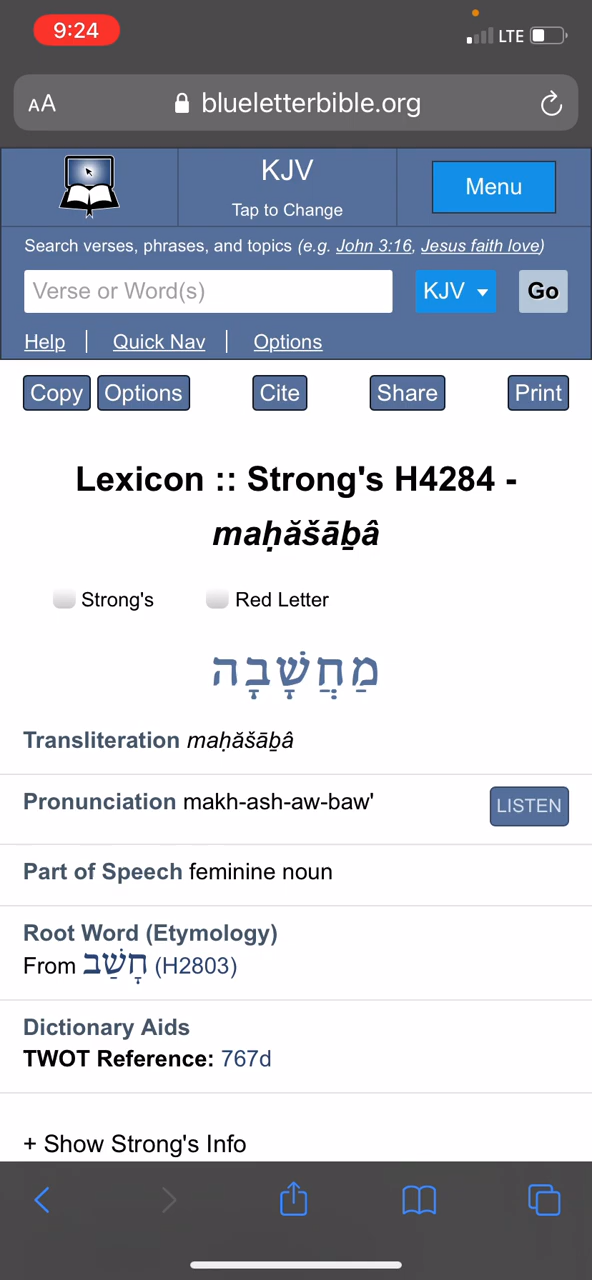 9:24
LTE
AA
blueletterbible.org
KJV
Tap to Change
Menu
Search verses, phrases, and topics (e.g. John 3:16, Jesus faith love)
Verse or Word(s)
KJV
Go
Help
Quick Nav
Options
Copy
Options
Cite
Share
Print
Lexicon :: Strong's H4284 -
maḥăšāḇâ
Strong's
Red Letter
מַחֲשָׁבָה
Transliteration maḥăšāḇâ
Pronunciation makh-ash-aw-baw'
LISTEN
Part of Speech feminine noun
Root Word (Etymology)
From חָשַׁב (H2803)
Dictionary Aids
TWOT Reference: 767d
+ Show Strong's Info